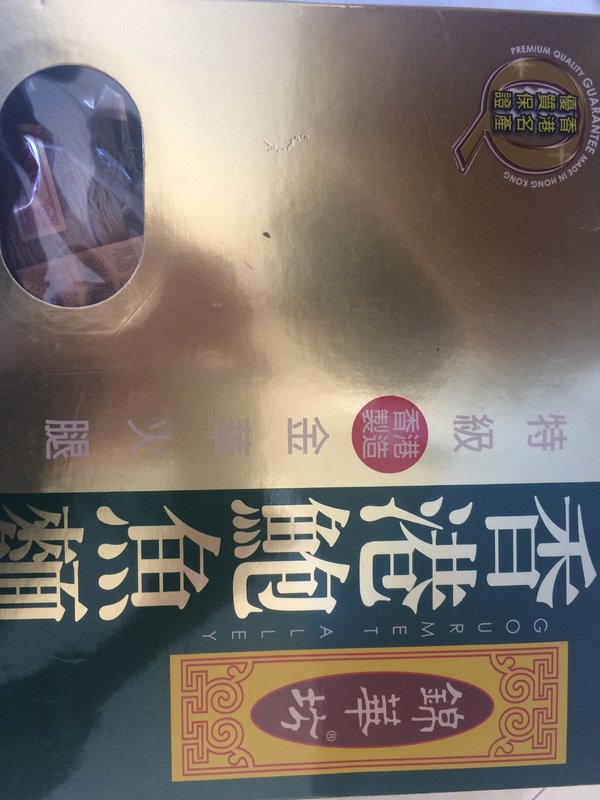 錦華坊®
GOURMET ALLEY
香港鮑魚麵
特級金華火腿
香港
製造
PREMIUM QUALITY GUARANTEE MADE IN HONG KONG
香港名產
優質保證